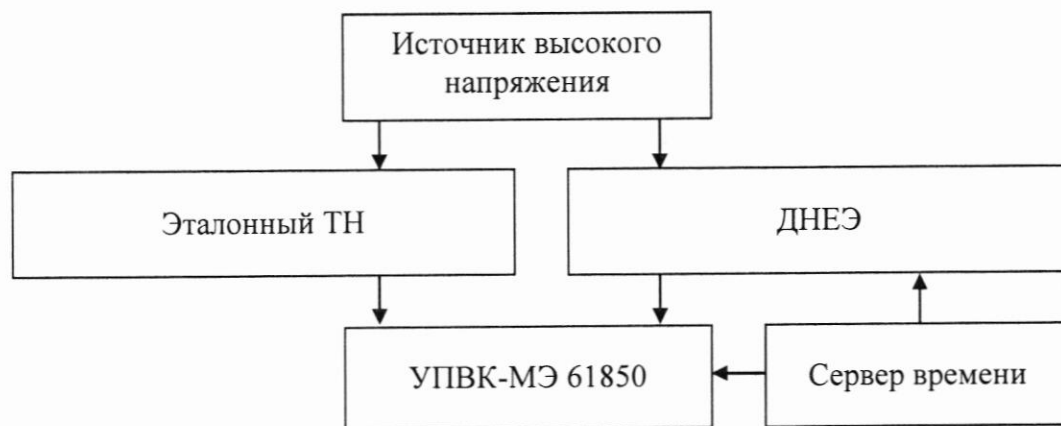 Источник высокого
напряжения
Эталонный ТН
ДНЕЭ
УПВК-МЭ 61850
Сервер времени